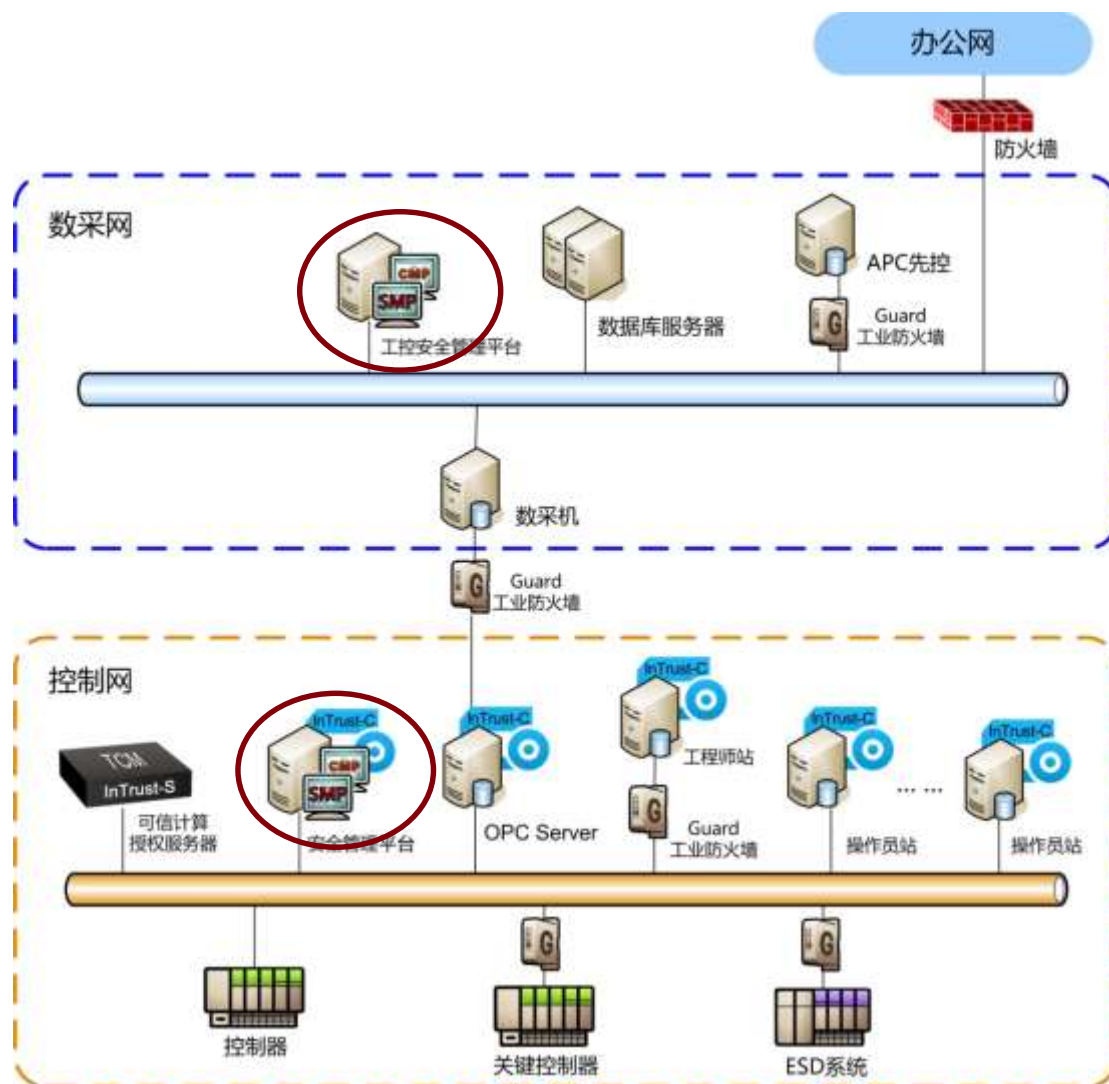 办公网
防火墙
数采网
CMP
SMP
工控安全管理平台
数据库服务器
APC先控
G
Guard
工业防火墙
数采机
G
Guard
工业防火墙
控制网
TCM
InTrust-S
可信计算
授权服务器
InTrust-C
CMP
SMP
安全管理平台
InTrust-C
OPC Server
InTrust-C
工程师站
G
Guard
工业防火墙
InTrust-C
操作员站
... ...
InTrust-C
操作员站
控制器
G
关键控制器
G
ESD系统